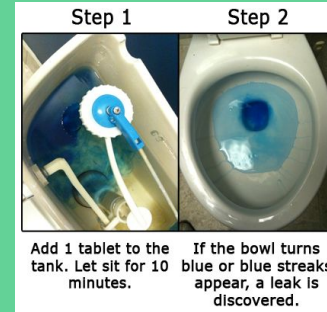 Step 1
Add 1 tablet to the
tank. Let sit for 10
minutes.
Step 2
If the bowl turns
blue or blue streaks
appear, a leak is
discovered.